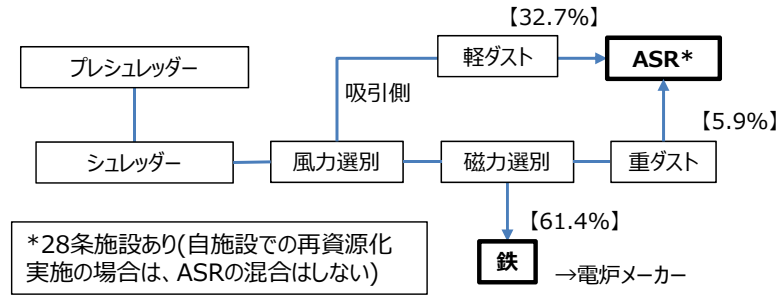 【32.7%】
プレシュレッダー
軽ダスト
ASR*
吸引側
【5.9%】
シュレッダー
風力選別
磁力選別
重ダスト
【61.4%】
*28条施設あり(自施設での再資源化
実施の場合は、ASRの混合はしない)
鉄
→電炉メーカー